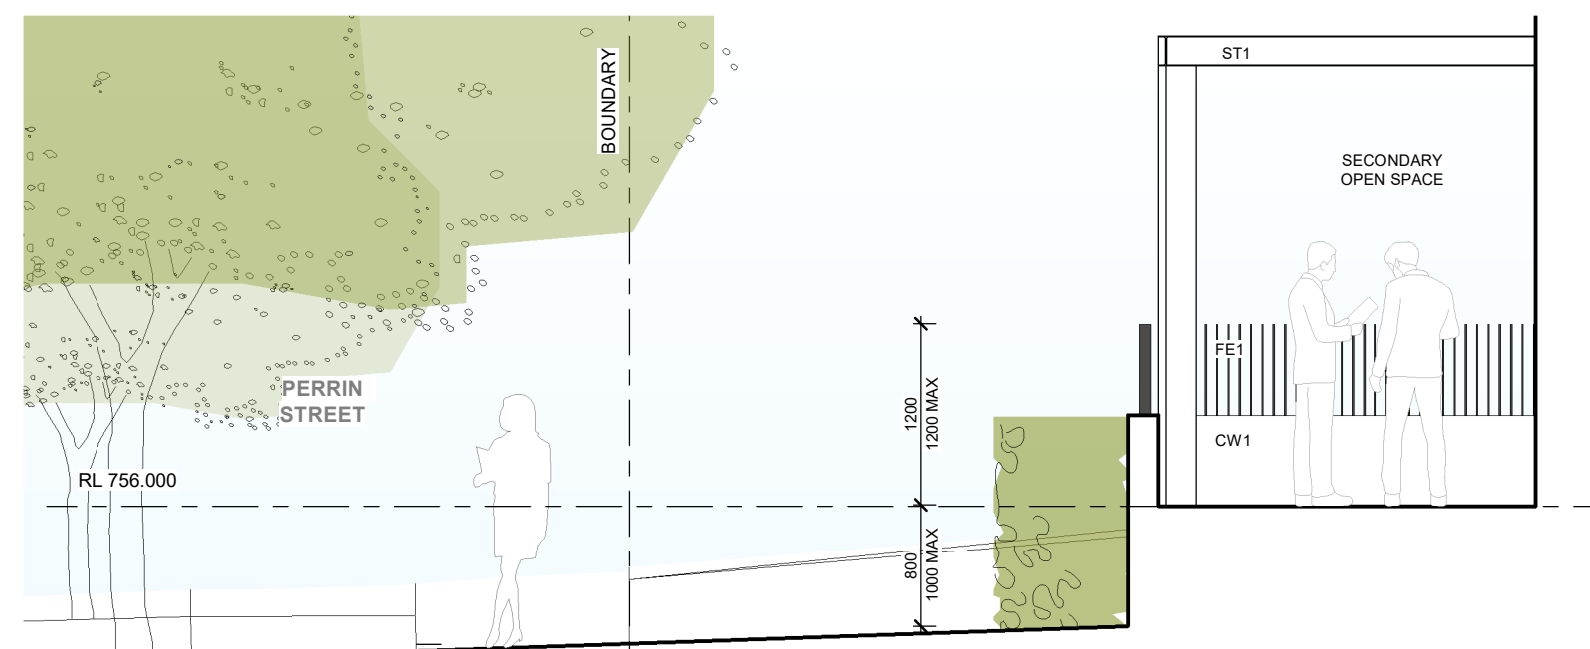 BOUNDARY
ST1
SECONDARY
OPEN SPACE
FE1
PERRIN
STREET
1200
1200 MAX
CW1
RL 756.000
800
1000 MAX